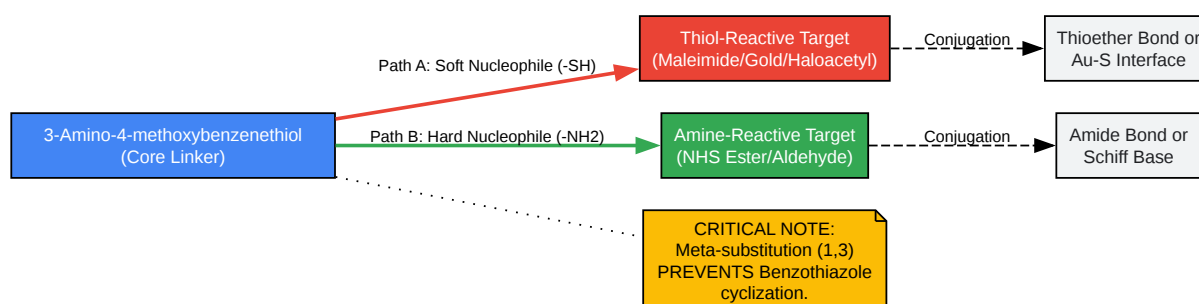 3-Amino-4-methoxybenzenethiol
(Core Linker)
Path A: Soft Nucleophile (-SH)
Path B: Hard Nucleophile (-NH2)
Thiol-Reactive Target
(Maleimide/Gold/Haloacetyl)
Conjugation
Thioether Bond or
Au-S Interface
Amine-Reactive Target
(NHS Ester/Aldehyde)
Conjugation
Amide Bond or
Schiff Base
CRITICAL NOTE:
Meta-substitution (1,3)
PREVENTS Benzothiazole
cyclization.